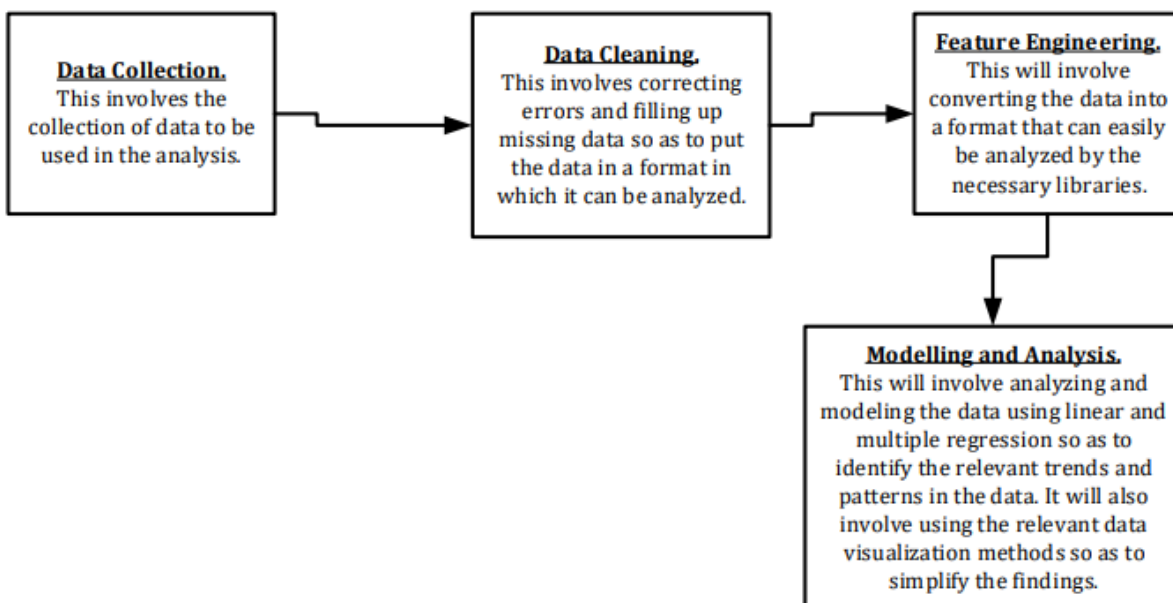 Data Collection.
This involves the
collection of data to be
used in the analysis.
Data Cleaning.
This involves correcting
errors and filling up
missing data so as to put
the data in a format in
which it can be analyzed.
Feature Engineering.
This will involve
converting the data into
a format that can easily
be analyzed by the
necessary libraries.
Modelling and Analysis.
This will involve analyzing and
modeling the data using linear and
multiple regression so as to
identify the relevant trends and
patterns in the data. It will also
involve using the relevant data
visualization methods so as to
simplify the findings.